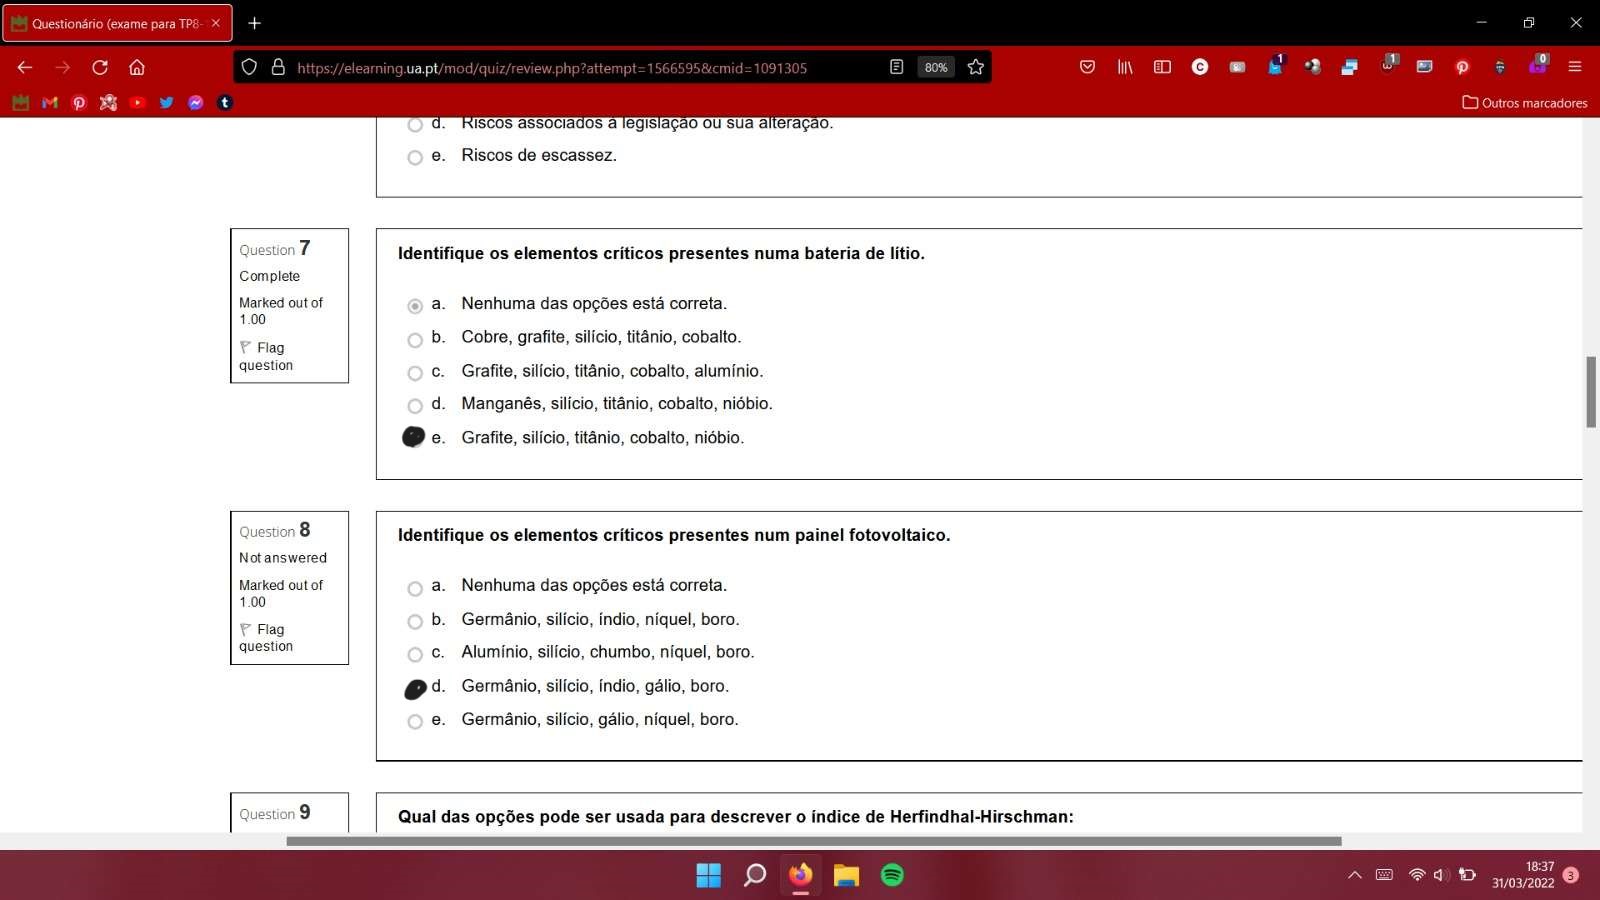 Questionário (exame para TP8-
https://elearning.ua.pt/mod/quiz/review.php?attempt=1566595&cmid=1091305
80%
1
1
0
Outros marcadores
d. Riscos associados à legislação ou sua alteração.
e. Riscos de escassez.
Question 7
Complete
Marked out of
1.00
Flag
question
Identifique os elementos críticos presentes numa bateria de lítio.
a. Nenhuma das opções está correta.
b. Cobre, grafite, silício, titânio, cobalto.
c. Grafite, silício, titânio, cobalto, alumínio.
d. Manganês, silício, titânio, cobalto, nióbio.
e. Grafite, silício, titânio, cobalto, nióbio.
Question 8
Not answered
Marked out of
1.00
Flag
question
Identifique os elementos críticos presentes num painel fotovoltaico.
a. Nenhuma das opções está correta.
b. Germânio, silício, índio, níquel, boro.
c. Alumínio, silício, chumbo, níquel, boro.
d. Germânio, silício, índio, gálio, boro.
e. Germânio, silício, gálio, níquel, boro.
Question 9
Qual das opções pode ser usada para descrever o índice de Herfindhal-Hirschman:
18:37
31/03/2022
3